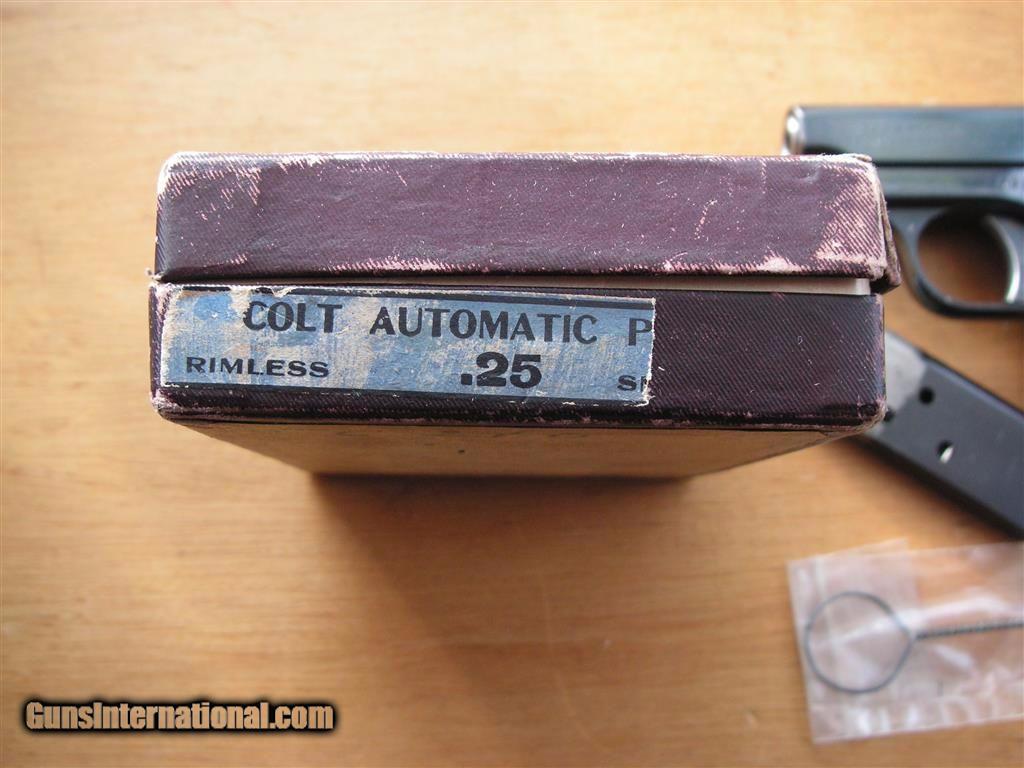 COLT AUTOMATIC P
RIMLESS .25
GunsInternational.com